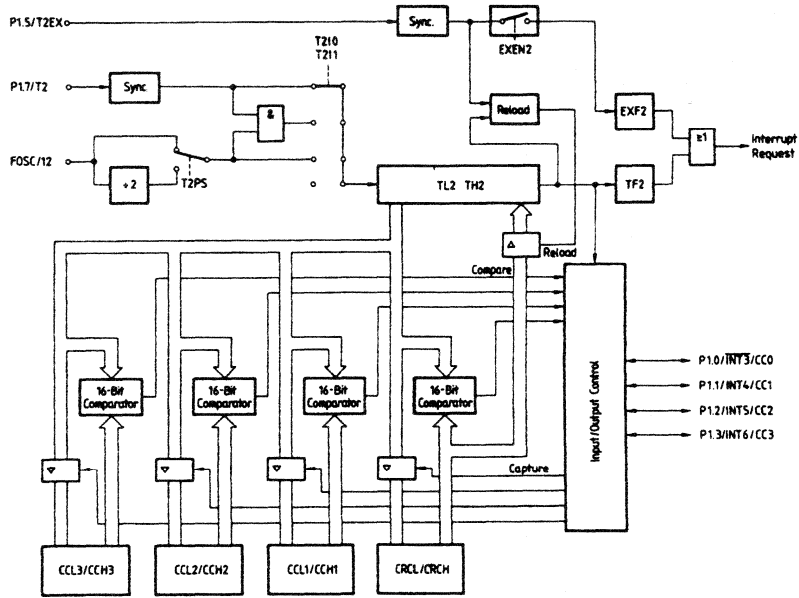 P1.5/T2EX
Sync.
EXEN2
T2I0
T2I1
P1.7/T2
Sync
&
Reload
EXF2
≥1
Interrupt
Request
FOSC/12
÷2
T2PS
TL2 TH2
TF2
Reload
Compare
16-Bit
Comparator
16-Bit
Comparator
16-Bit
Comparator
16-Bit
Comparator
Input/Output Control
P1.0/INT3/CC0
P1.1/INT4/CC1
P1.2/INT5/CC2
P1.3/INT6/CC3
Capture
CCL3/CCH3
CCL2/CCH2
CCL1/CCH1
CRCL/CRCH